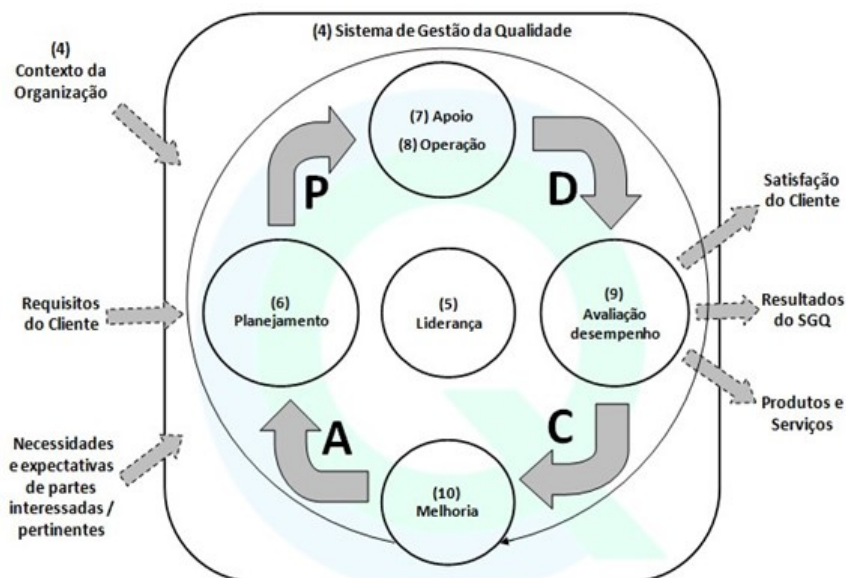 (4) Sistema de Gestão da Qualidade
(4)
Contexto da
Organização
(7) Apoio
(8) Operação
P
D
Satisfação
do Cliente
Requisitos
do Cliente
(6)
Planejamento
(5)
Liderança
(9)
Avaliação
desempenho
Resultados
do SGQ
Produtos e
Serviços
A
C
Necessidades
e expectativas
de partes
interessadas /
pertinentes
(10)
Melhoria